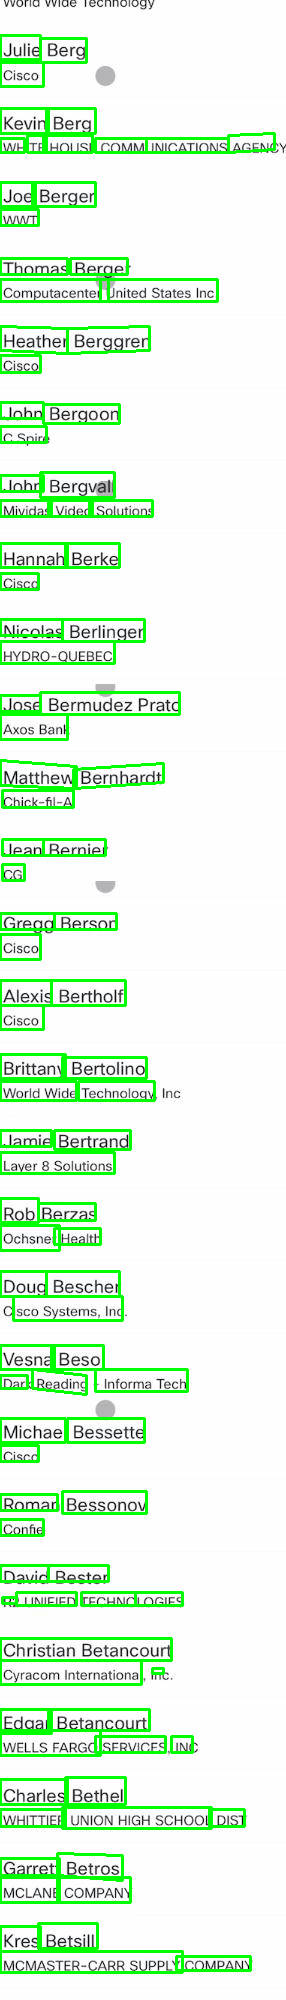 World Wide Technology
Julie Berg
Cisco
Kevin Berg
WHITE HOUSE COMMUNICATIONS AGENCY
Joe Berger
WWT
Thomas Berger
Computacenter United States Inc
Heather Berggren
Cisco
John Bergoon
C Spire
John Bergvall
Mividas Video Solutions
Hannah Berke
Cisco
Nicolas Berlinger
HYDRO-QUEBEC
Jose Bermudez Prato
Axos Bank
Matthew Bernhardt
Chick-fil-A
Jean Bernier
CG
Gregg Berson
Cisco
Alexis Bertholf
Cisco
Brittany Bertolino
World Wide Technology, Inc
Jamie Bertrand
Layer 8 Solutions
Rob Berzas
Ochsner Health
Doug Bescher
Cisco Systems, Inc.
Vesna Beso
Dark Reading - Informa Tech
Michael Bessette
Cisco
Roman Bessonov
Confie
David Bester
R2 UNIFIED TECHNOLOGIES
Christian Betancourt
Cyracom International, Inc.
Edgar Betancourt
WELLS FARGO SERVICES, INC
Charles Bethel
WHITTIER UNION HIGH SCHOOL DIST
Garrett Betros
MCLANE COMPANY
Kres Betsill
MCMASTER-CARR SUPPLY COMPANY